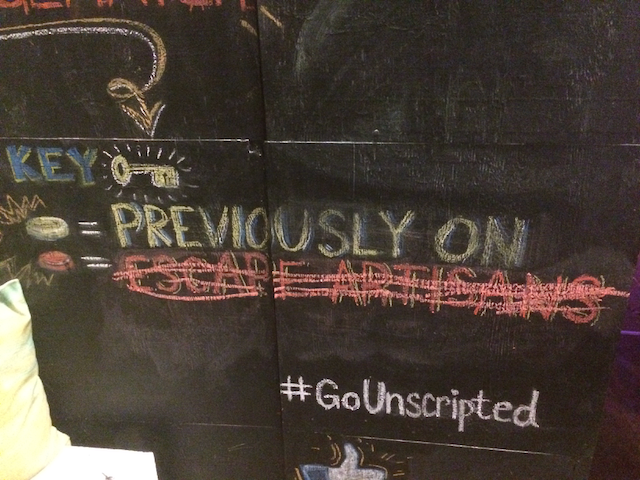 KEY
= PREVIOUSLY ON
= ESCAPE ARTISANS
#GoUnscripted